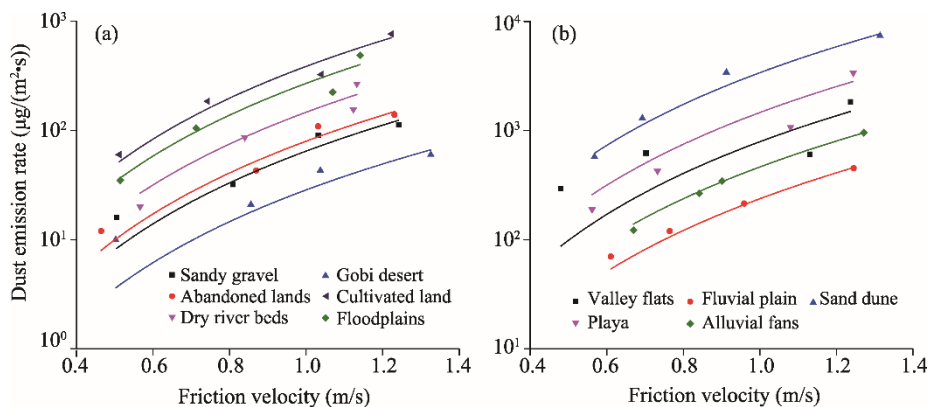 (a)
(b)
Dust emission rate (μg/(m²•s))
10³
10²
10¹
10⁰
10⁴
10³
10²
10¹
Sandy gravel
Gobi desert
Abandoned lands
Cultivated land
Dry river beds
Floodplains
Valley flats
Fluvial plain
Sand dune
Playa
Alluvial fans
0.4 0.6 0.8 1.0 1.2 1.4
0.4 0.6 0.8 1.0 1.2 1.4
Friction velocity (m/s)
Friction velocity (m/s)